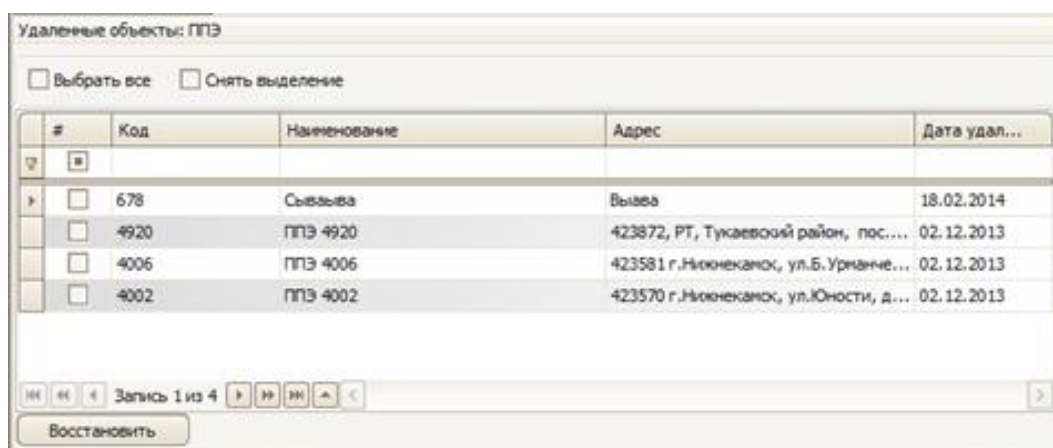 Удаленные объекты: ППЭ
Выбрать все Снять выделение
# Код Наименование Адрес Дата удал...
678 Сываыва Выава 18.02.2014
4920 ППЭ 4920 423872, РТ, Тукаевский район, пос.... 02.12.2013
4006 ППЭ 4006 423581 г.Нижнекамск, ул.Б.Урманче... 02.12.2013
4002 ППЭ 4002 423570 г.Нижнекамск, ул.Юности, д... 02.12.2013
Запись 1 из 4
Восстановить